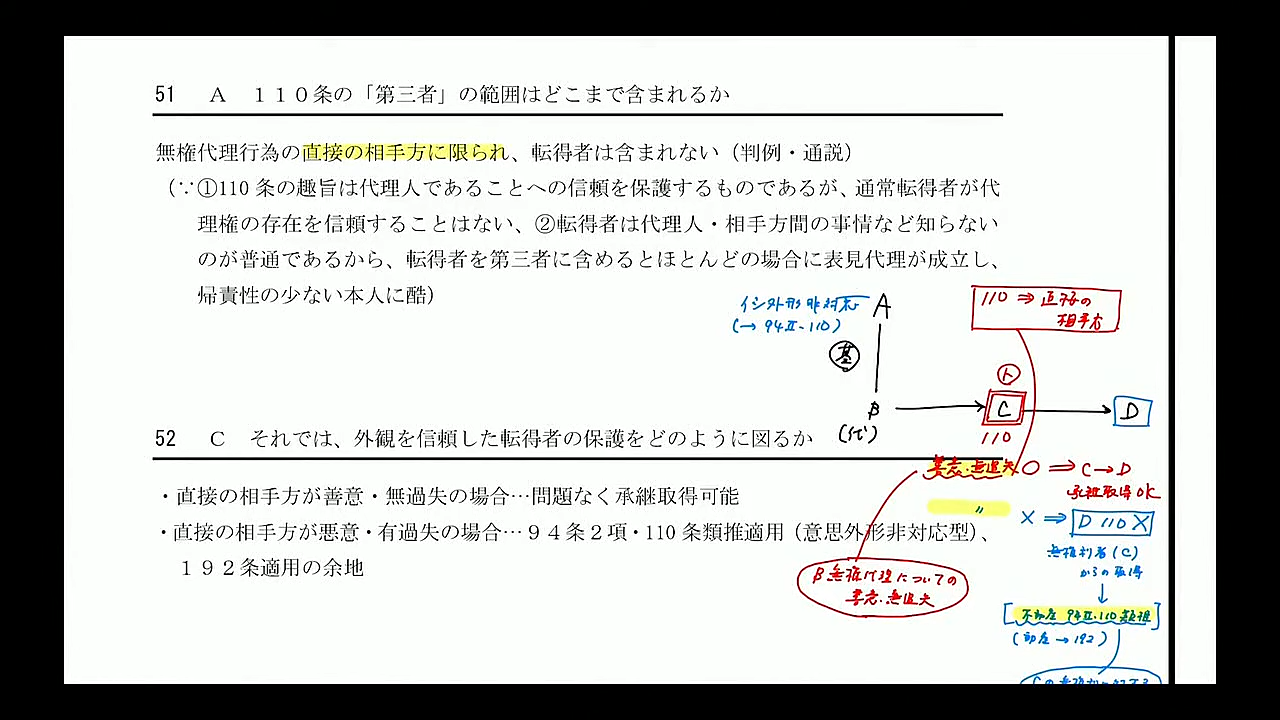 51　A　１１０条の「第三者」の範囲はどこまで含まれるか
無権代理行為の直接の相手方に限られ、転得者は含まれない（判例・通説）
（∵①110 条の趣旨は代理人であることへの信頼を保護するものであるが、通常転得者が代
理権の存在を信頼することはない、②転得者は代理人・相手方間の事情など知らない
のが普通であるから、転得者を第三者に含めるとほとんどの場合に表見代理が成立し、
帰責性の少ない本人に酷）
イシ外形非対応
(→ 94Ⅱ・110)
A
110 ⇒ 直接の
相手方
基
ト
B
C
D
(代)
110
52　C　それでは、外観を信頼した転得者の保護をどのように図るか
善意・無過失 ○ ⇒ C→D
承継取得OK
・直接の相手方が善意・無過失の場合…問題なく承継取得可能
〃 × ⇒ D 110 X
・直接の相手方が悪意・有過失の場合…９４条２項・110 条類推適用（意思外形非対応型）、
１９２条適用の余地
無権利者(C)
からの取得
↓
B無権代理についての
善意・無過失
[不動産 94Ⅱ・110類推]
(動産→192)